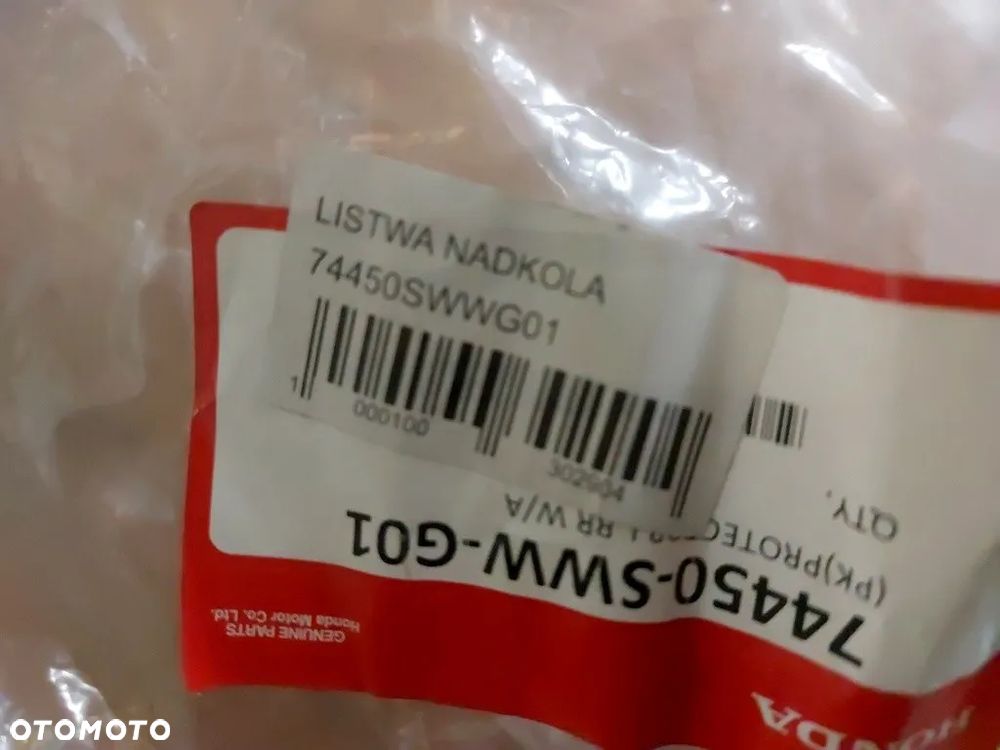 LISTWA NADKOLA
74450SWWG01
1
000100
302604
QTY.
(PK)PROTEC RR W/A
74450-SWW-G01
GENUINE PARTS
Honda Motor Co. Ltd.
HONDA
OTOMOTO